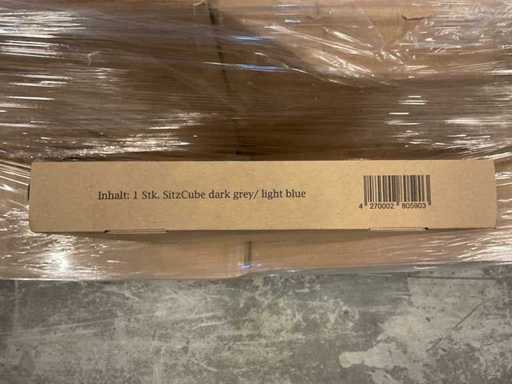 Inhalt: 1 Stk. SitzCube dark grey/ light blue
4 270002 805903